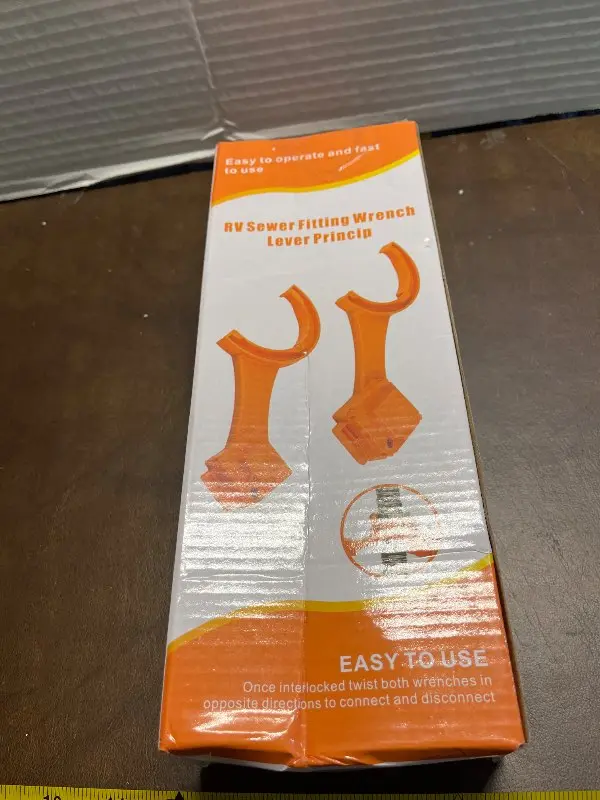 Easy to operate and fast
to use
RV Sewer Fitting Wrench
Lever Princip
EASY TO USE
Once interlocked twist both wrenches in
opposite directions to connect and disconnect